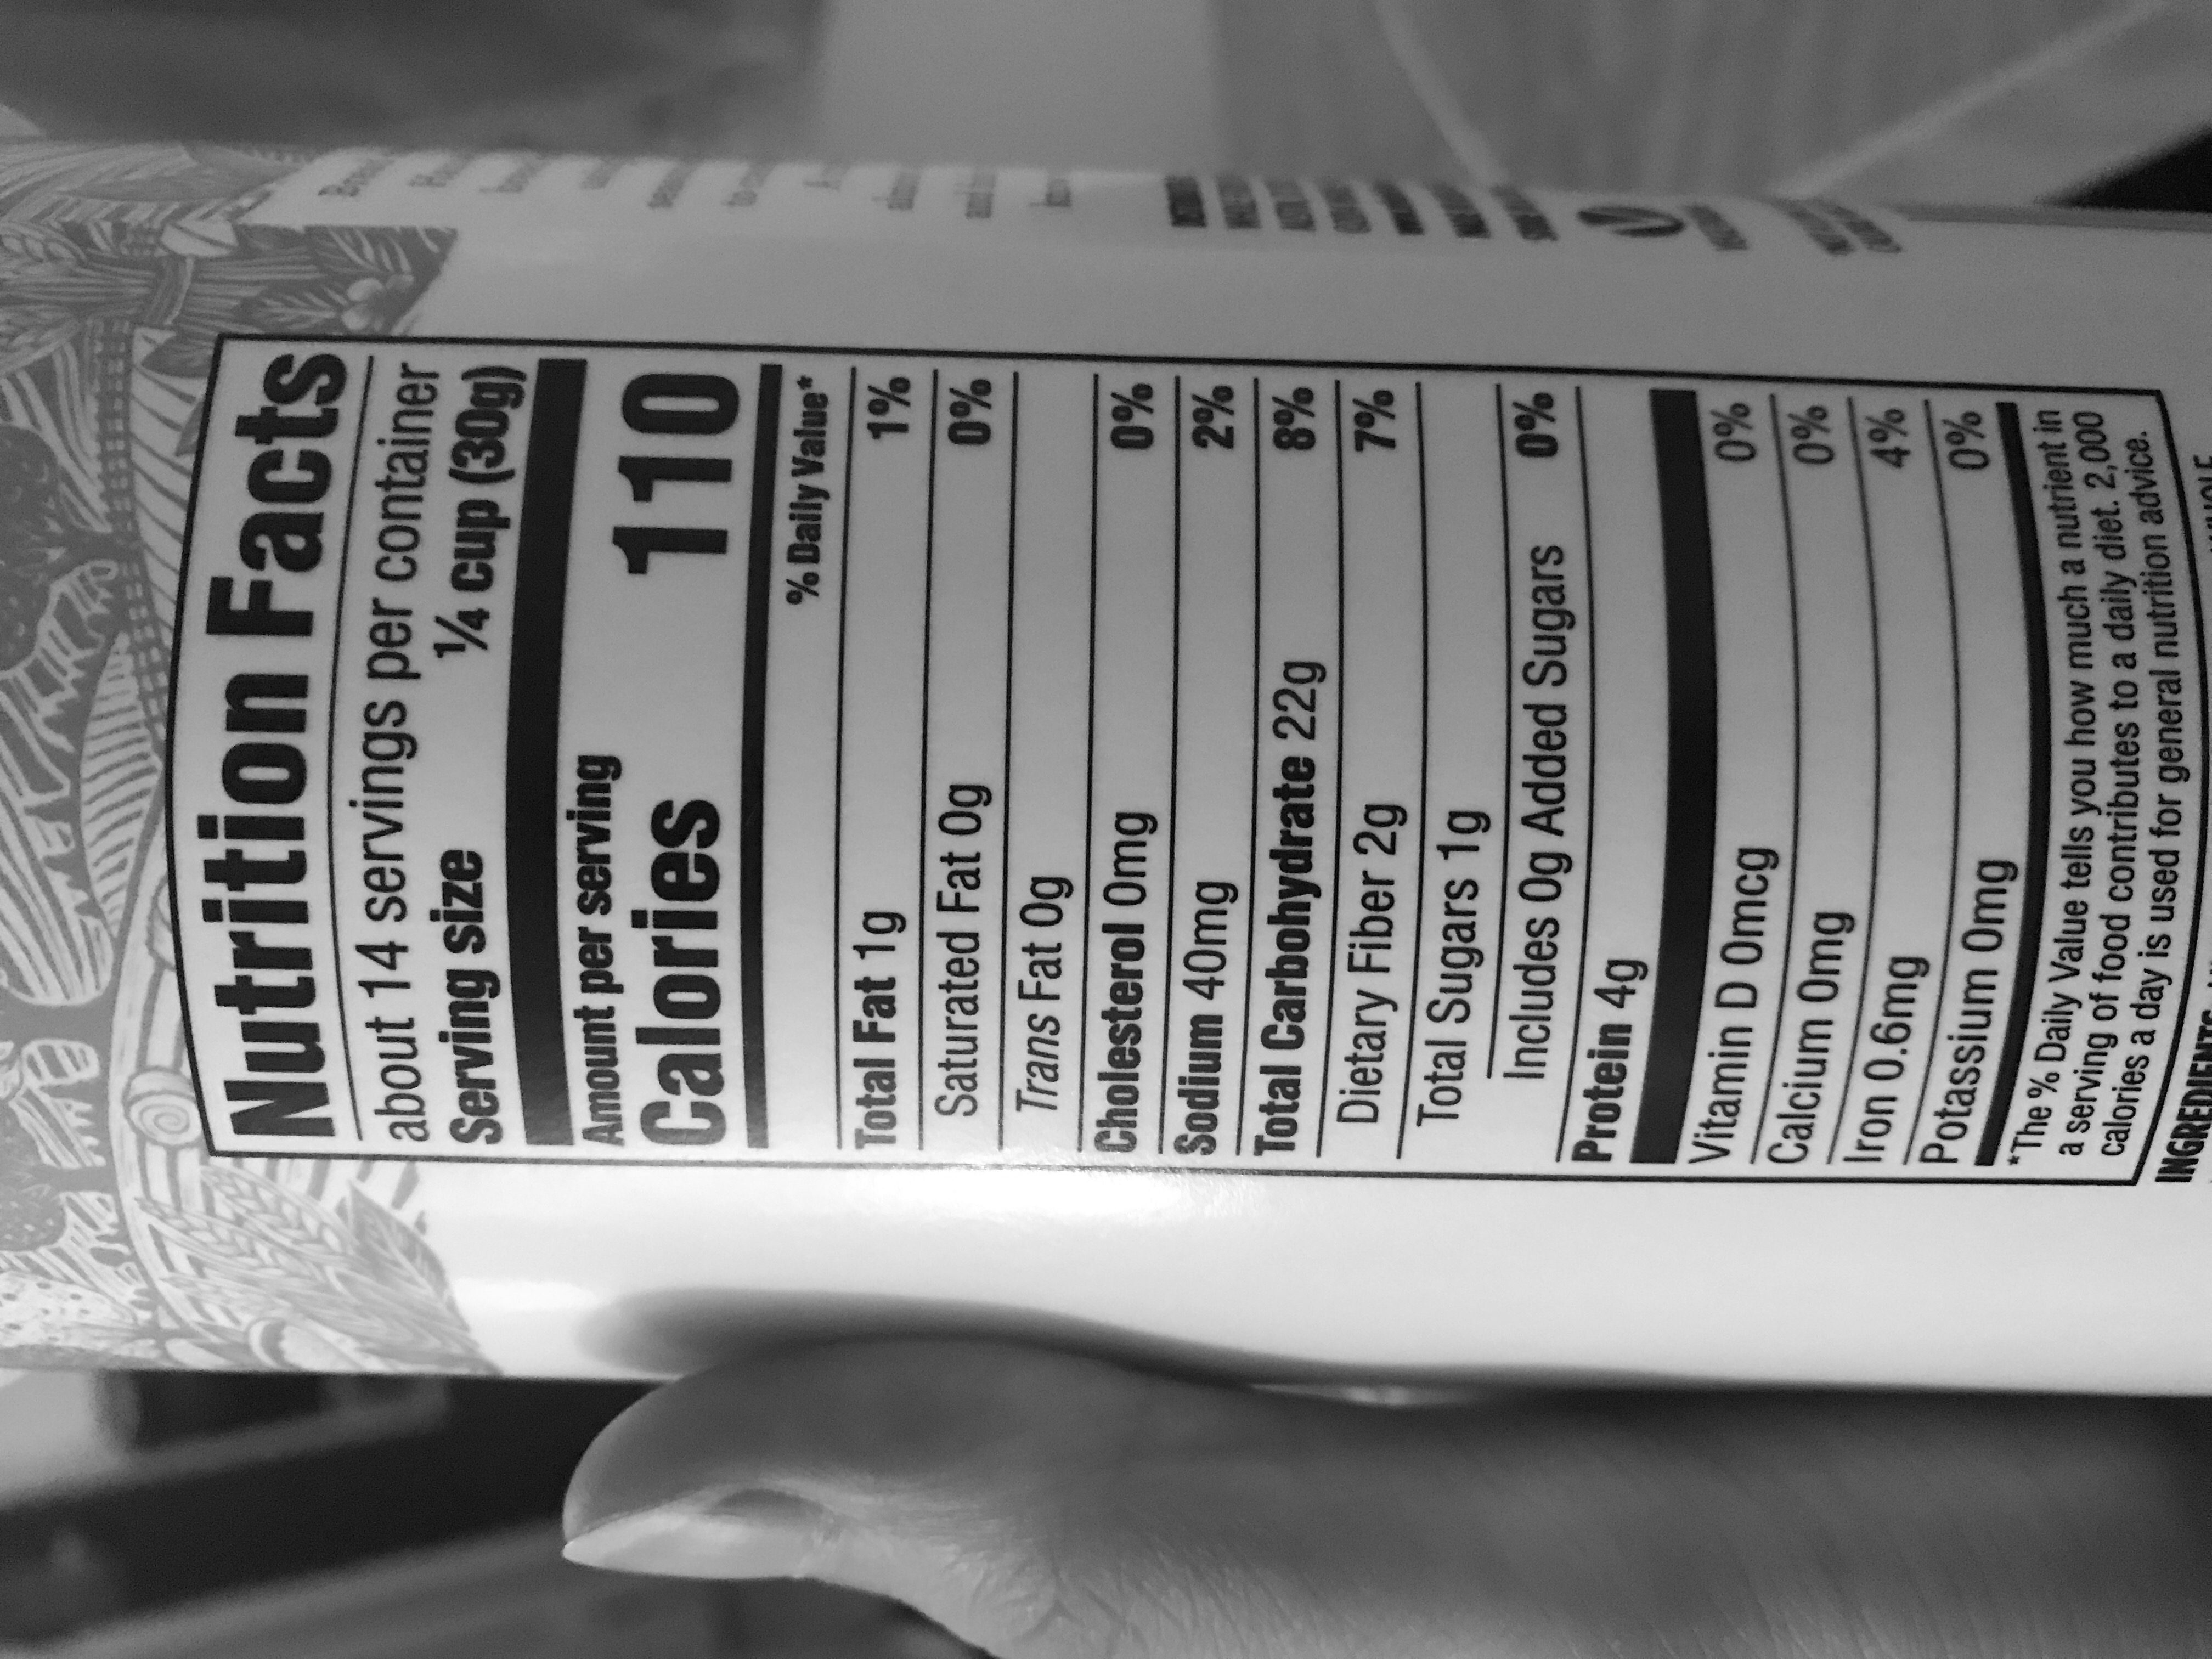 Nutrition Facts
about 14 servings per container
Serving size ¼ cup (30g)
Amount per serving
Calories 110
% Daily Value*
Total Fat 1g 1%
Saturated Fat 0g 0%
Trans Fat 0g
Cholesterol 0mg 0%
Sodium 40mg 2%
Total Carbohydrate 22g 8%
Dietary Fiber 2g 7%
Total Sugars 1g
Includes 0g Added Sugars 0%
Protein 4g
Vitamin D 0mcg 0%
Calcium 0mg 0%
Iron 0.6mg 4%
Potassium 0mg 0%
*The % Daily Value tells you how much a nutrient in
a serving of food contributes to a daily diet. 2,000
calories a day is used for general nutrition advice.
INGREDIENTS